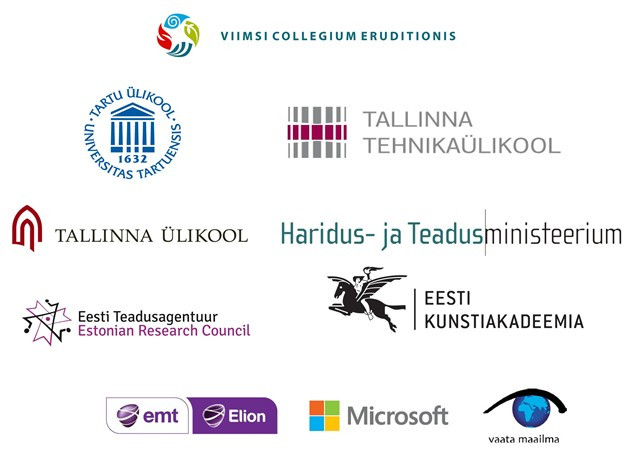 VIIMSI COLLEGIUM ERUDITIONIS
· TARTU ÜLIKOOL ·
UNIVERSITAS TARTUENSIS
1632
TALLINNA
TEHNIKAÜLIKOOL
TALLINNA ÜLIKOOL
Haridus- ja Teadusministeerium
Eesti Teadusagentuur
Estonian Research Council
EESTI
KUNSTIAKADEEMIA
emt
Elion
Microsoft
vaata maailma